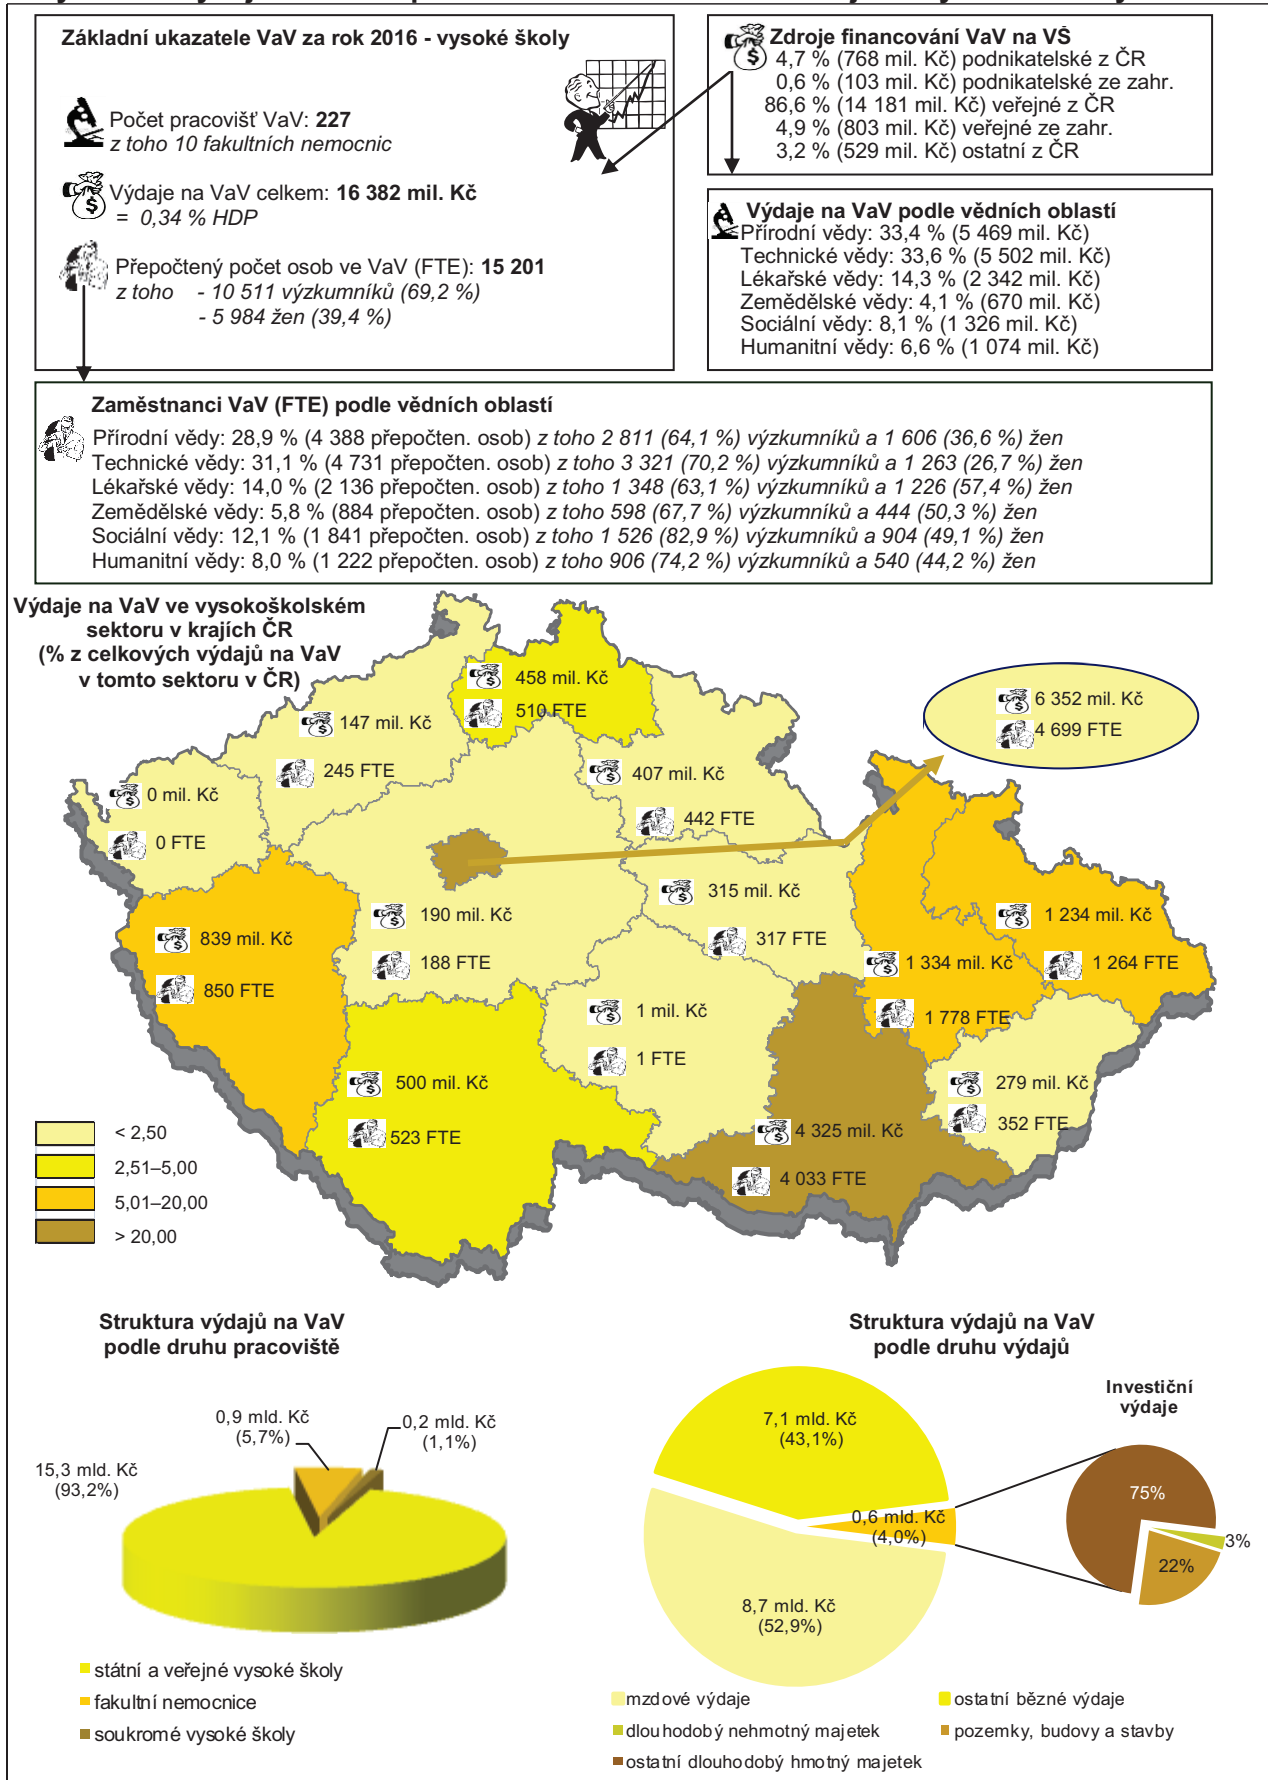 Základní ukazatele VaV za rok 2016 - vysoké školy
Počet pracovišť VaV: 227
z toho 10 fakultních nemocnic
Výdaje na VaV celkem: 16 382 mil. Kč
= 0,34 % HDP
Přepočtený počet osob ve VaV (FTE): 15 201
z toho - 10 511 výzkumníků (69,2 %)
- 5 984 žen (39,4 %)
Zdroje financování VaV na VŠ
4,7 % (768 mil. Kč) podnikatelské z ČR
0,6 % (103 mil. Kč) podnikatelské ze zahr.
86,6 % (14 181 mil. Kč) veřejné z ČR
4,9 % (803 mil. Kč) veřejné ze zahr.
3,2 % (529 mil. Kč) ostatní z ČR
Výdaje na VaV podle vědních oblastí
Přírodní vědy: 33,4 % (5 469 mil. Kč)
Technické vědy: 33,6 % (5 502 mil. Kč)
Lékařské vědy: 14,3 % (2 342 mil. Kč)
Zemědělské vědy: 4,1 % (670 mil. Kč)
Sociální vědy: 8,1 % (1 326 mil. Kč)
Humanitní vědy: 6,6 % (1 074 mil. Kč)
Zaměstnanci VaV (FTE) podle vědních oblastí
Přírodní vědy: 28,9 % (4 388 přepočten. osob) z toho 2 811 (64,1 %) výzkumníků a 1 606 (36,6 %) žen
Technické vědy: 31,1 % (4 731 přepočten. osob) z toho 3 321 (70,2 %) výzkumníků a 1 263 (26,7 %) žen
Lékařské vědy: 14,0 % (2 136 přepočten. osob) z toho 1 348 (63,1 %) výzkumníků a 1 226 (57,4 %) žen
Zemědělské vědy: 5,8 % (884 přepočten. osob) z toho 598 (67,7 %) výzkumníků a 444 (50,3 %) žen
Sociální vědy: 12,1 % (1 841 přepočten. osob) z toho 1 526 (82,9 %) výzkumníků a 904 (49,1 %) žen
Humanitní vědy: 8,0 % (1 222 přepočten. osob) z toho 906 (74,2 %) výzkumníků a 540 (44,2 %) žen
Výdaje na VaV ve vysokoškolském
sektoru v krajích ČR
(% z celkových výdajů na VaV
v tomto sektoru v ČR)
458 mil. Kč
510 FTE
6 352 mil. Kč
4 699 FTE
147 mil. Kč
245 FTE
407 mil. Kč
442 FTE
0 mil. Kč
0 FTE
315 mil. Kč
317 FTE
190 mil. Kč
188 FTE
839 mil. Kč
850 FTE
1 234 mil. Kč
1 264 FTE
1 334 mil. Kč
1 778 FTE
1 mil. Kč
1 FTE
500 mil. Kč
523 FTE
279 mil. Kč
352 FTE
4 325 mil. Kč
4 033 FTE
< 2,50
2,51–5,00
5,01–20,00
> 20,00
Struktura výdajů na VaV
podle druhu pracoviště
0,9 mld. Kč
(5,7%)
0,2 mld. Kč
(1,1%)
15,3 mld. Kč
(93,2%)
státní a veřejné vysoké školy
fakultní nemocnice
soukromé vysoké školy
Struktura výdajů na VaV
podle druhu výdajů
7,1 mld. Kč
(43,1%)
0,6 mld. Kč
(4,0%)
8,7 mld. Kč
(52,9%)
Investiční
výdaje
75%
3%
22%
mzdové výdaje
ostatní bězné výdaje
dlouhodobý nehmotný majetek
pozemky, budovy a stavby
ostatní dlouhodobý hmotný majetek